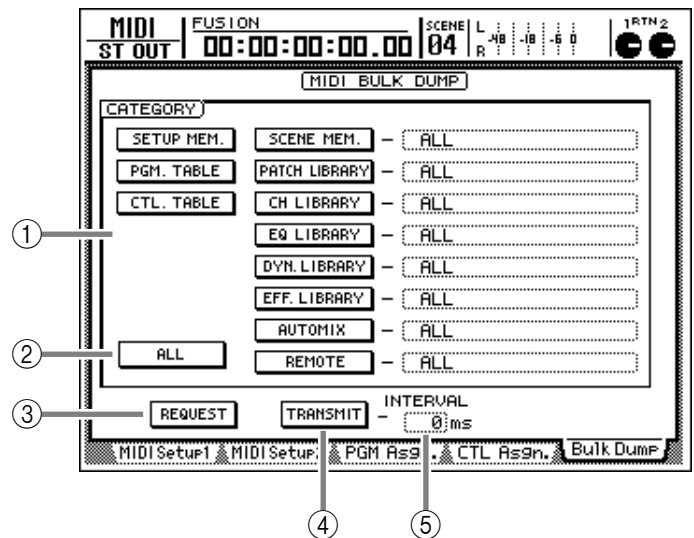 MIDI FUSION SCENE L -48 -18 -6 0 1RTN2
ST OUT 00:00:00:00.00 04 R
MIDI BULK DUMP
CATEGORY
SETUP MEM. SCENE MEM. – ALL
PGM. TABLE PATCH LIBRARY – ALL
CTL. TABLE CH LIBRARY – ALL
① EQ LIBRARY – ALL
DYN. LIBRARY – ALL
EFF. LIBRARY – ALL
AUTOMIX – ALL
② ALL REMOTE – ALL
INTERVAL
③ REQUEST TRANSMIT – 0 ms
MIDI Setup1 MIDI Setup2 PGM Asgn. CTL Asgn. Bulk Dump
④ ⑤